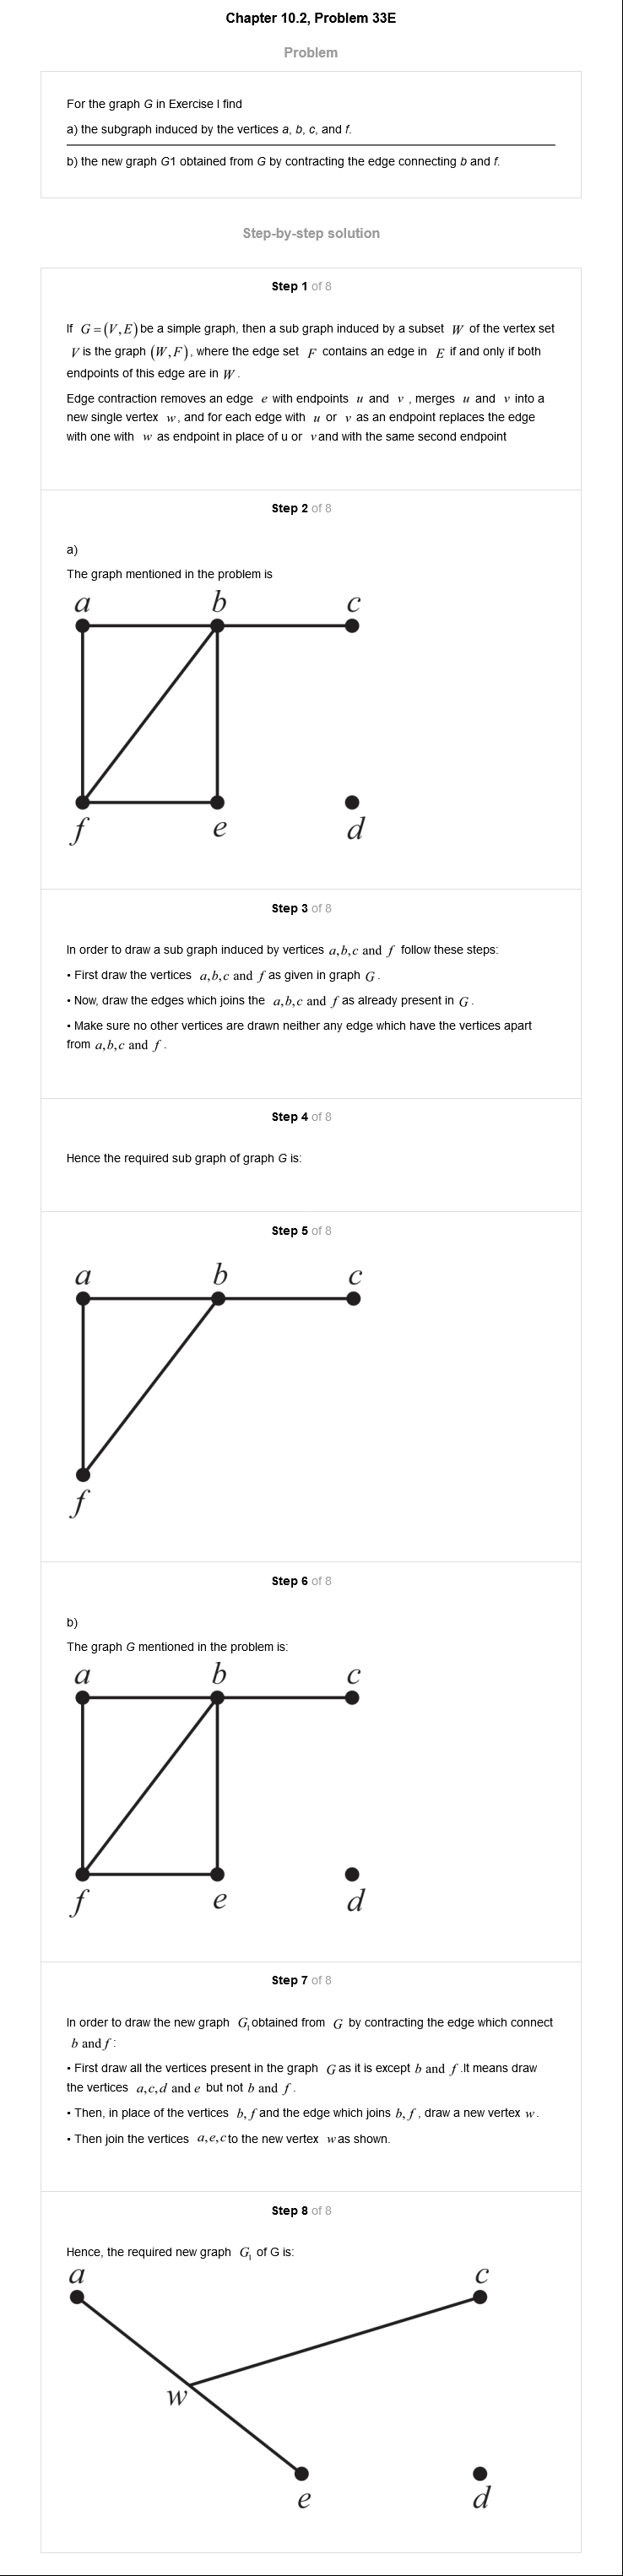 Chapter 10.2, Problem 33E
Problem
For the graph G in Exercise I find
a) the subgraph induced by the vertices a, b, c, and f.
b) the new graph G1 obtained from G by contracting the edge connecting b and f.
Step-by-step solution
Step 1 of 8
If G = (V, E) be a simple graph, then a sub graph induced by a subset W of the vertex set
V is the graph (W, F), where the edge set F contains an edge in E if and only if both
endpoints of this edge are in W.
Edge contraction removes an edge e with endpoints u and v, merges u and v into a
new single vertex w, and for each edge with u or v as an endpoint replaces the edge
with one with w as endpoint in place of u or v and with the same second endpoint
Step 2 of 8
a)
The graph mentioned in the problem is
a b c
f e d
Step 3 of 8
In order to draw a sub graph induced by vertices a,b,c and f follow these steps:
• First draw the vertices a,b,c and f as given in graph G.
• Now, draw the edges which joins the a,b,c and f as already present in G.
• Make sure no other vertices are drawn neither any edge which have the vertices apart
from a,b,c and f.
Step 4 of 8
Hence the required sub graph of graph G is:
Step 5 of 8
a b c
f
Step 6 of 8
b)
The graph G mentioned in the problem is:
a b c
f e d
Step 7 of 8
In order to draw the new graph G₁ obtained from G by contracting the edge which connect
b and f:
• First draw all the vertices present in the graph G as it is except b and f.It means draw
the vertices a,c,d and e but not b and f.
• Then, in place of the vertices b,f and the edge which joins b,f, draw a new vertex w.
• Then join the vertices a,e,c to the new vertex w as shown.
Step 8 of 8
Hence, the required new graph G₁ of G is:
a c
w
e d